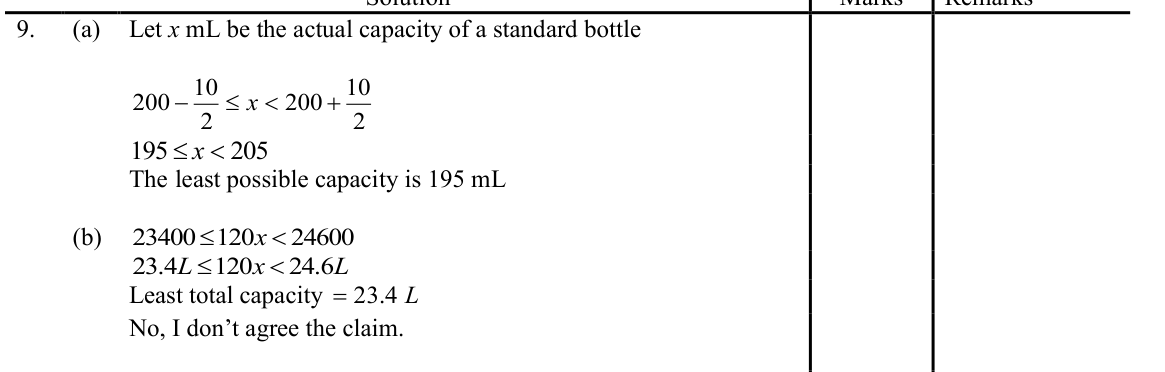 Solution Marks Remarks
9. (a) Let x mL be the actual capacity of a standard bottle
200 − 10/2 ≤ x < 200 + 10/2
195 ≤ x < 205
The least possible capacity is 195 mL
(b) 23400 ≤ 120x < 24600
23.4L ≤ 120x < 24.6L
Least total capacity = 23.4 L
No, I don’t agree the claim.